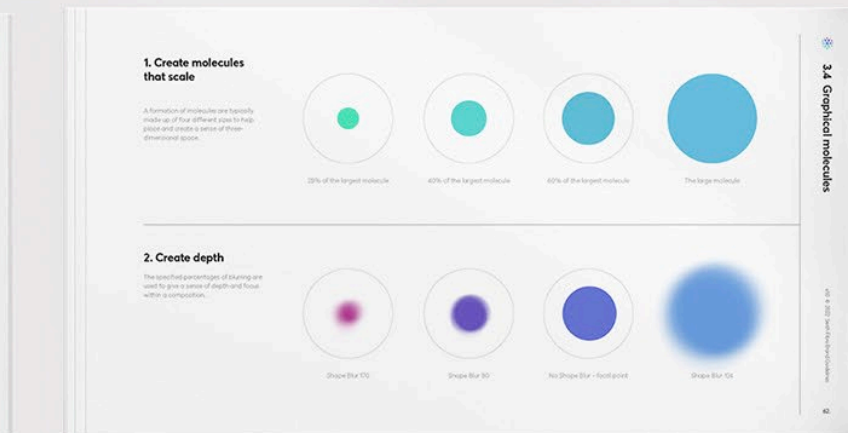 1. Create molecules
that scale
A formation of molecules are typically
made up of four different sizes to help
place and create a sense of three-
dimensional space.
25% of the largest molecule
40% of the largest molecule
60% of the largest molecule
The large molecule
2. Create depth
The specified percentages of blurring are
used to give a sense of depth and focus
within a composition.
Shape Blur 170
Shape Blur 80
No Shape Blur – focal point
Shape Blur 106
3.4 Graphical molecules
62